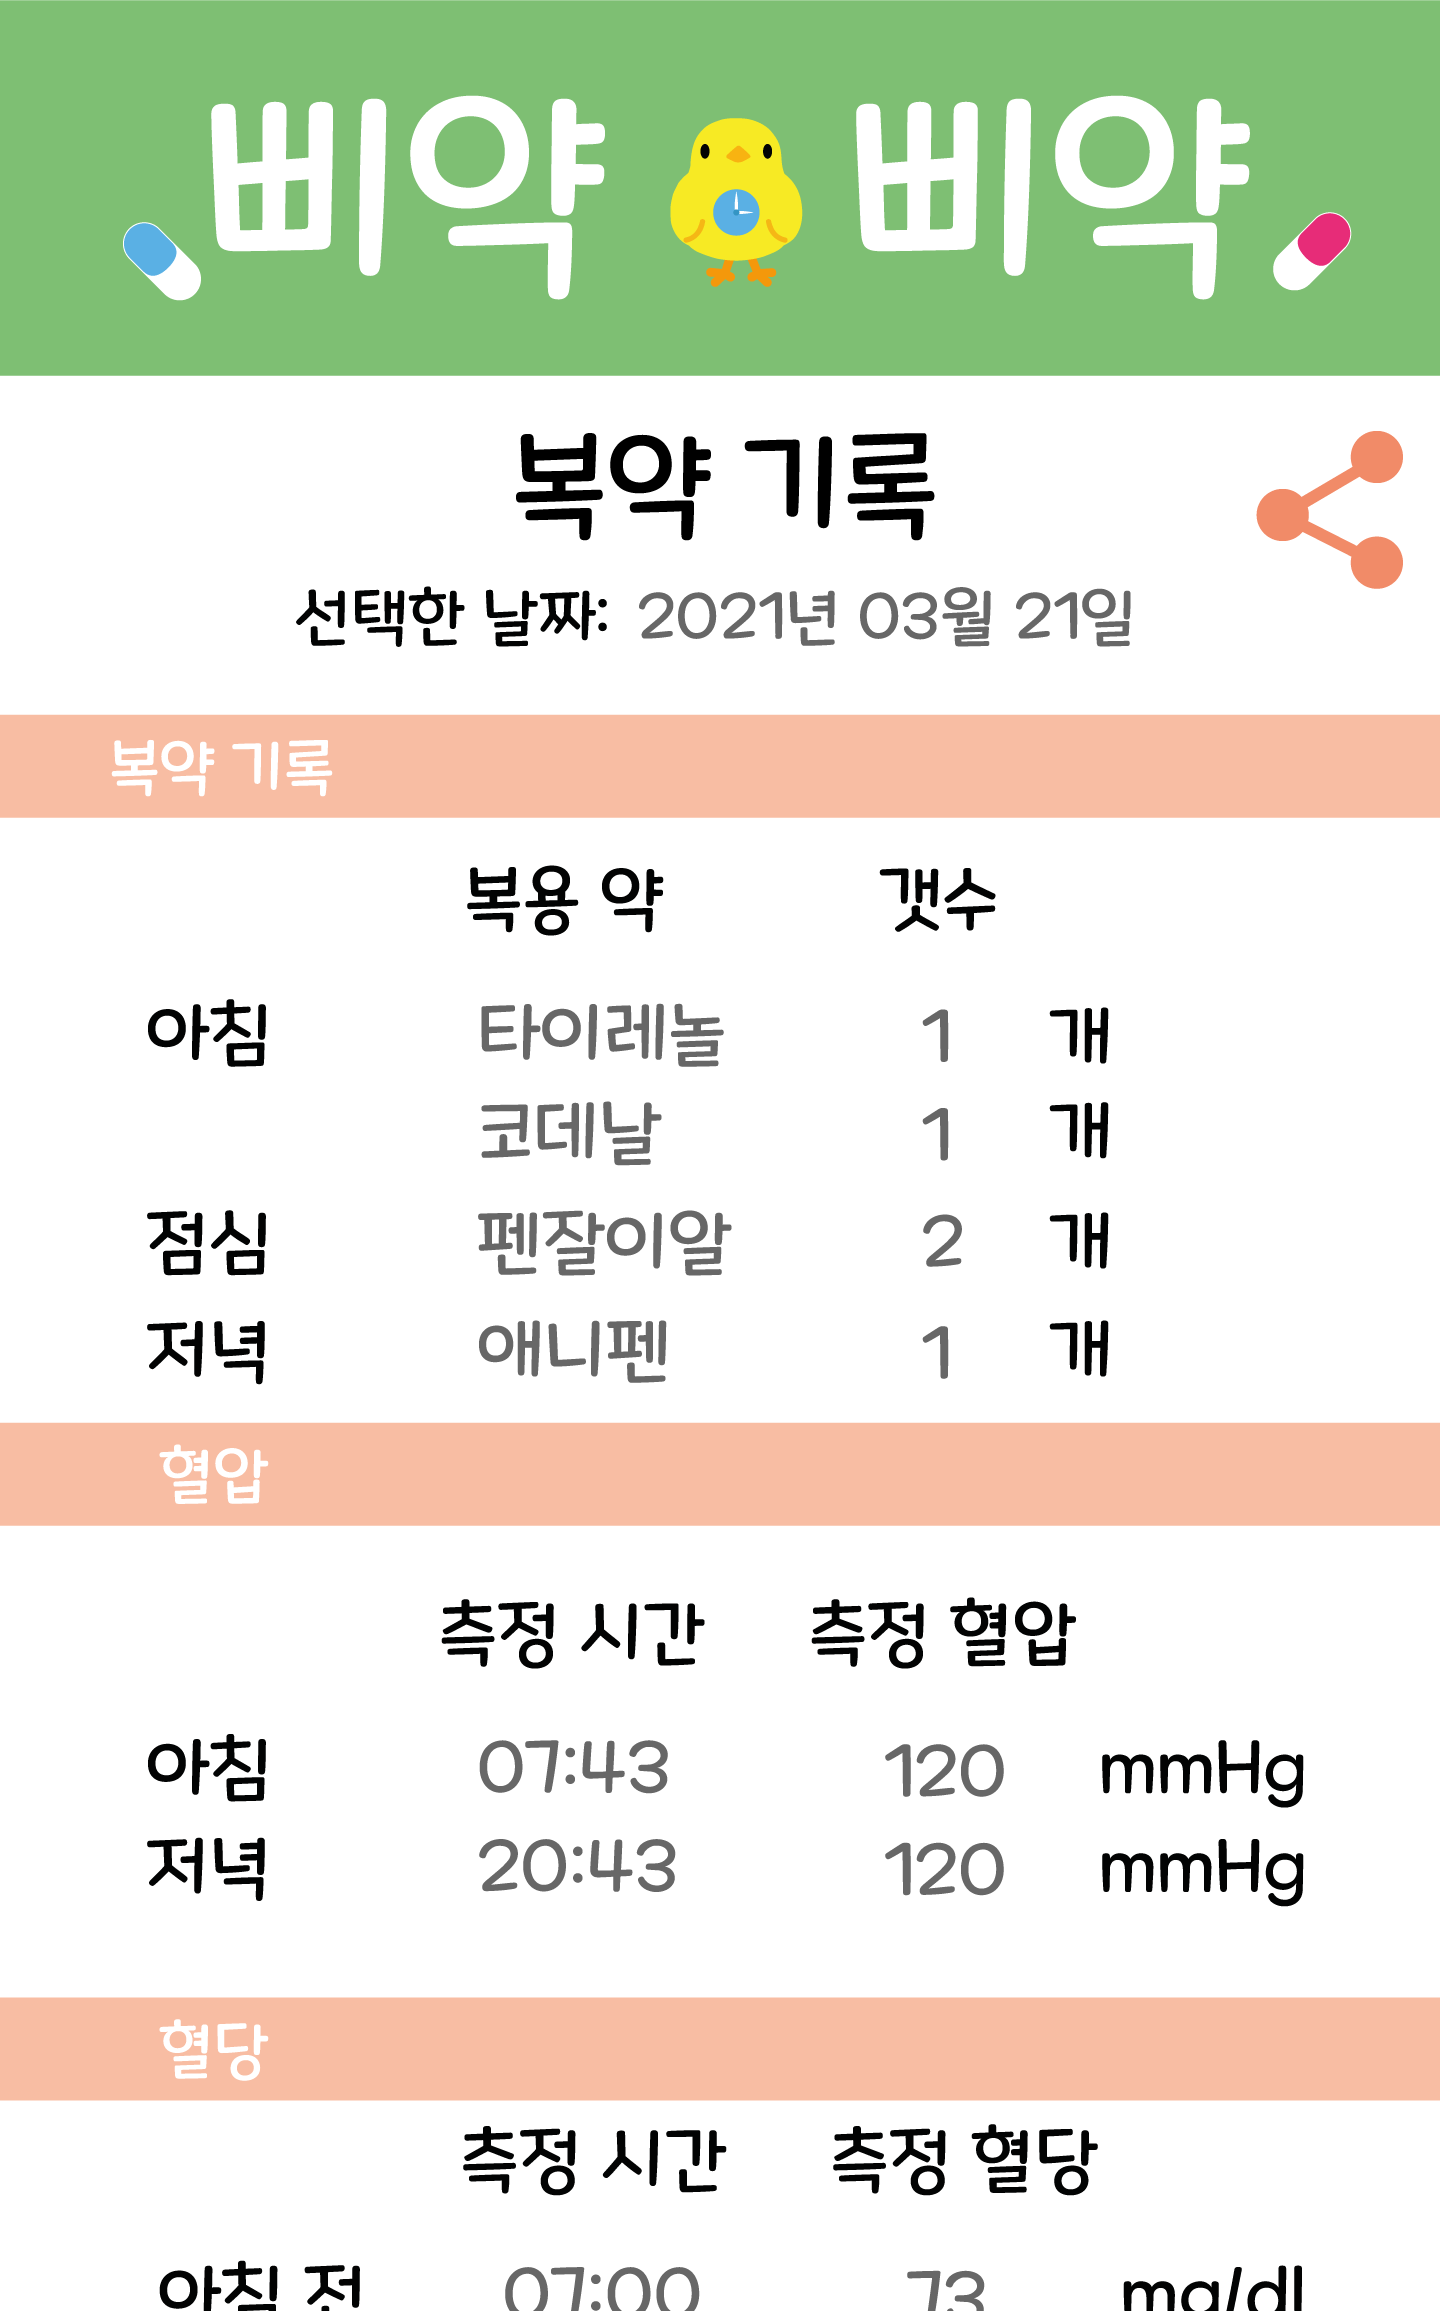 삐약 삐약
복약 기록
선택한 날짜: 2021년 03월 21일
복약 기록
복용 약 갯수
아침 타이레놀 1 개
코데날 1 개
점심 펜잘이알 2 개
저녁 애니펜 1 개
혈압
측정 시간 측정 혈압
아침 07:43 120 mmHg
저녁 20:43 120 mmHg
혈당
측정 시간 측정 혈당
아침 전 07:00 73 mg/dl